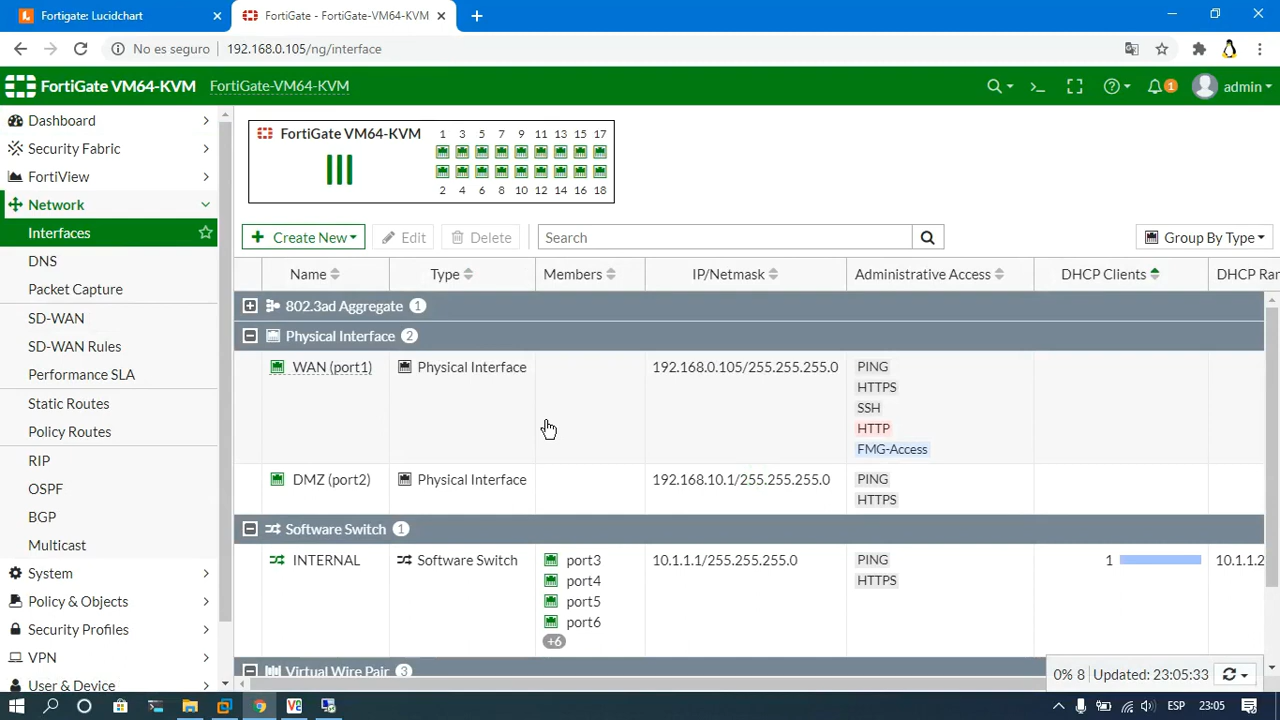 Fortigate: Lucidchart
FortiGate - FortiGate-VM64-KVM
No es seguro
192.168.0.105/ng/interface
FortiGate VM64-KVM
FortiGate-VM64-KVM
1
admin
Dashboard
Security Fabric
FortiView
Network
Interfaces
DNS
Packet Capture
SD-WAN
SD-WAN Rules
Performance SLA
Static Routes
Policy Routes
RIP
OSPF
BGP
Multicast
System
Policy & Objects
Security Profiles
VPN
User & Device
FortiGate VM64-KVM
1 3 5 7 9 11 13 15 17
2 4 6 8 10 12 14 16 18
Create New
Edit
Delete
Search
Group By Type
Name Type Members IP/Netmask Administrative Access DHCP Clients DHCP Ran
802.3ad Aggregate 1
Physical Interface 2
WAN (port1) Physical Interface 192.168.0.105/255.255.255.0 PING
HTTPS
SSH
HTTP
FMG-Access
DMZ (port2) Physical Interface 192.168.10.1/255.255.255.0 PING
HTTPS
Software Switch 1
INTERNAL Software Switch port3 10.1.1.1/255.255.255.0 PING 1 10.1.1.2
port4 HTTPS
port5
port6
+6
Virtual Wire Pair 3
0% 8 Updated: 23:05:33
ESP
23:05